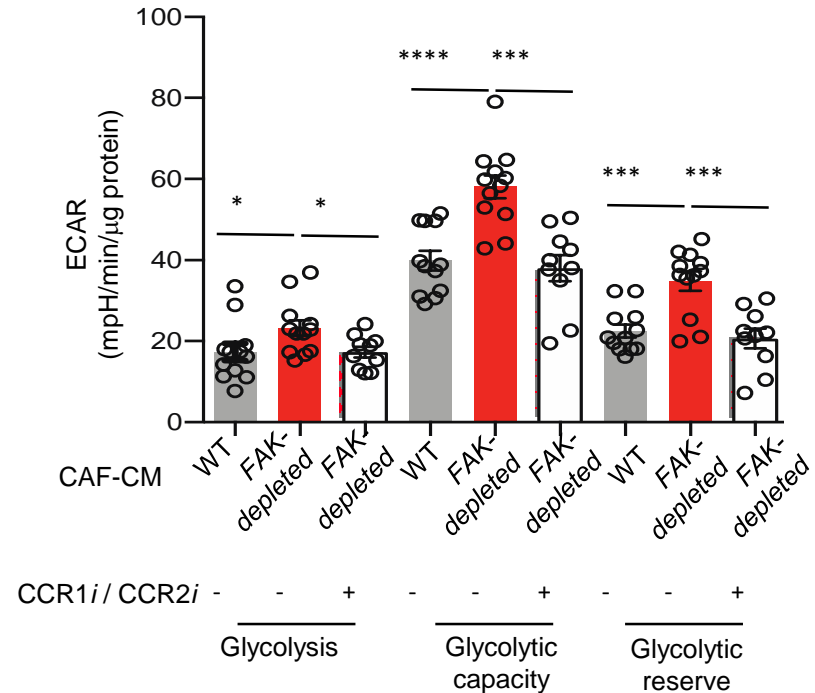 100
80
60
40
20
0
ECAR
(mpH/min/μg protein)
* *
**** ***
*** ***
CAF-CM
WT
FAK-
depleted
FAK-
depleted
WT
FAK-
depleted
FAK-
depleted
WT
FAK-
depleted
FAK-
depleted
CCR1i / CCR2i - - + - - + - - +
Glycolysis
Glycolytic
capacity
Glycolytic
reserve